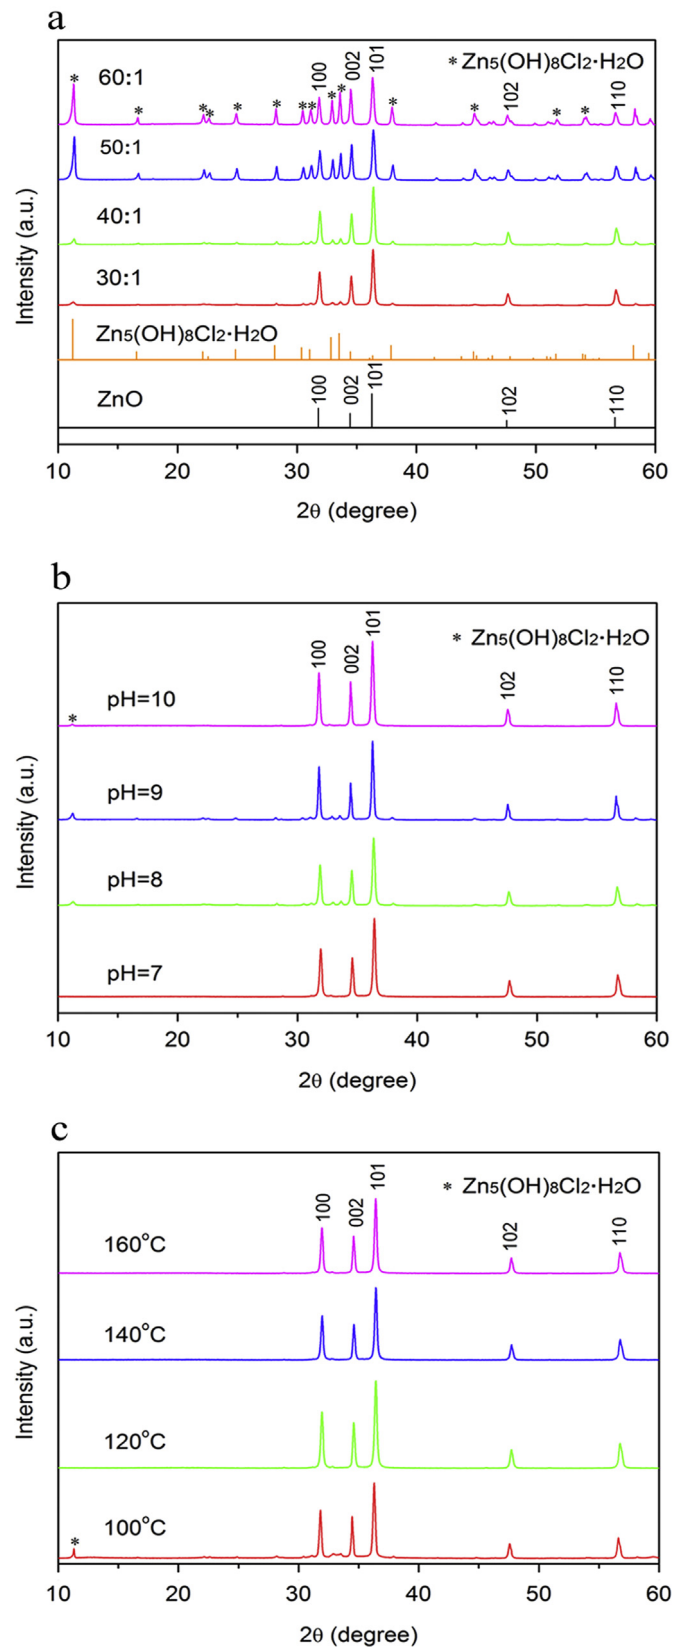 a
* Zn5(OH)8Cl2·H2O
60:1
100
002
101
102
110
* * * * * * * * * * * * * *
50:1
40:1
30:1
Zn5(OH)8Cl2·H2O
ZnO
100
002
101
102
110
Intensity (a.u.)
10 20 30 40 50 60
2θ (degree)
b
* Zn5(OH)8Cl2·H2O
100
002
101
102
110
pH=10
*
pH=9
pH=8
pH=7
Intensity (a.u.)
10 20 30 40 50 60
2θ (degree)
c
* Zn5(OH)8Cl2·H2O
100
002
101
102
110
160°C
140°C
120°C
100°C
*
Intensity (a.u.)
10 20 30 40 50 60
2θ (degree)